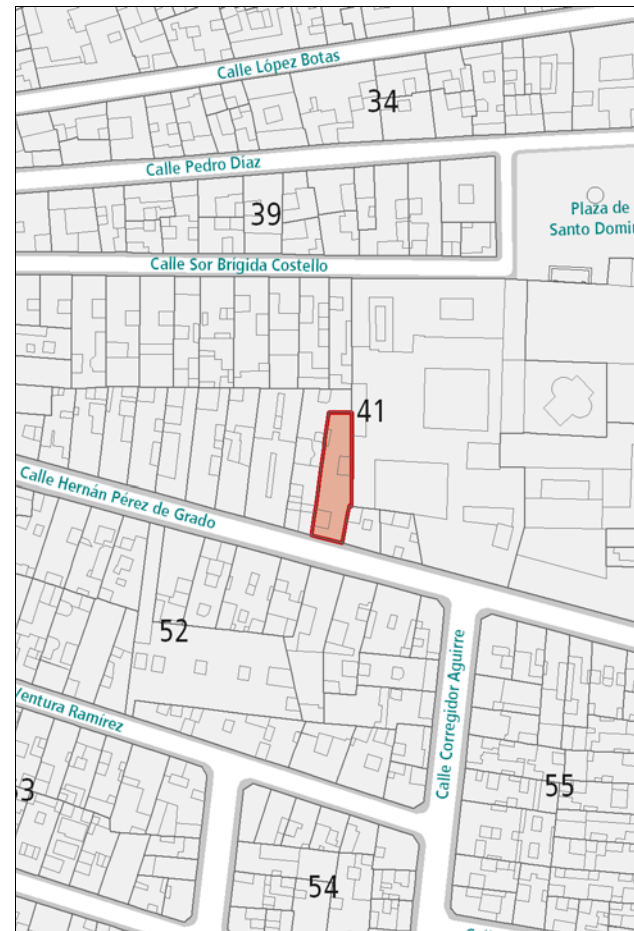 Calle López Botas
34
Calle Pedro Díaz
39
Plaza de
Santo Domin
Calle Sor Brígida Costello
41
Calle Hernán Pérez de Grado
52
Calle Corregidor Aguirre
Ventura Ramírez
55
54